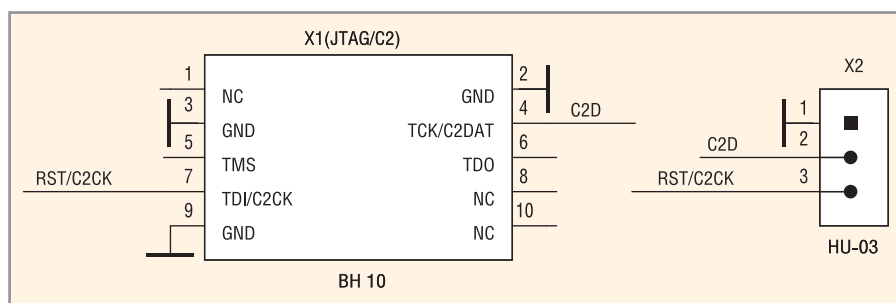 X1(JTAG/C2)
1 NC
GND 2
3 GND
TCK/C2DAT 4 C2D
5 TMS
TDO 6
RST/C2CK 7 TDI/C2CK
NC 8
9 GND
NC 10
BH 10
X2
1
C2D 2
RST/C2CK 3
HU-03